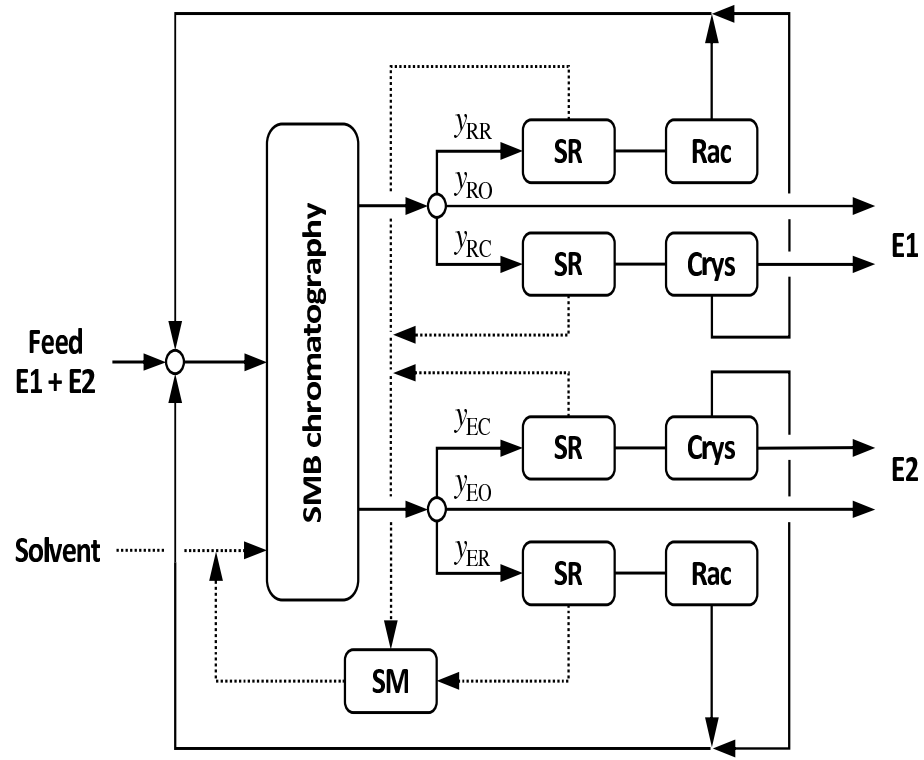 y_RR
SR
Rac
y_RO
E1
y_RC
SR
Crys
SMB chromatography
Feed
E1 + E2
y_EC
SR
Crys
y_EO
E2
Solvent
y_ER
SR
Rac
SM